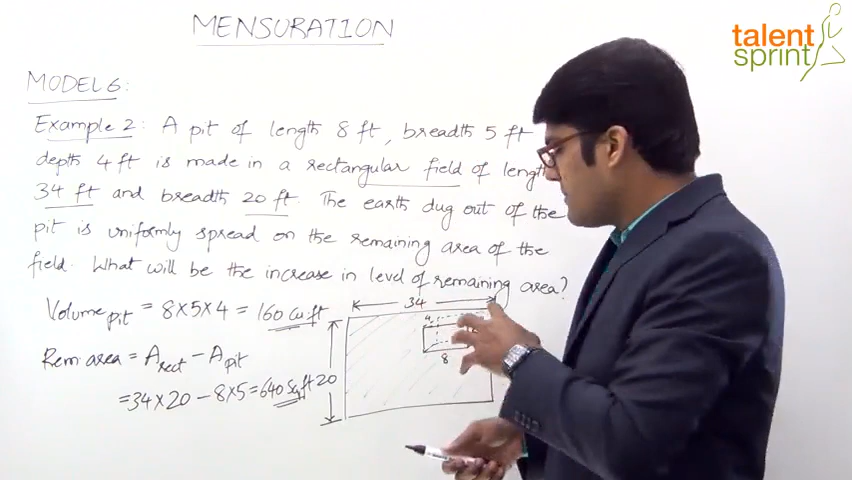 MENSURATION
talent
sprint
MODEL 6:
Example 2: A pit of length 8 ft, breadth 5 ft
depth 4 ft is made in a rectangular field of length
34 ft and breadth 20 ft. The earth dug out of the
pit is uniformly spread on the remaining area of the
field. What will be the increase in level of remaining area?
Volume pit = 8x5x4 = 160 cu ft
34
4
8
20
Rem. area = A rect - A pit
= 34 x 20 - 8x5 = 640 sq ft